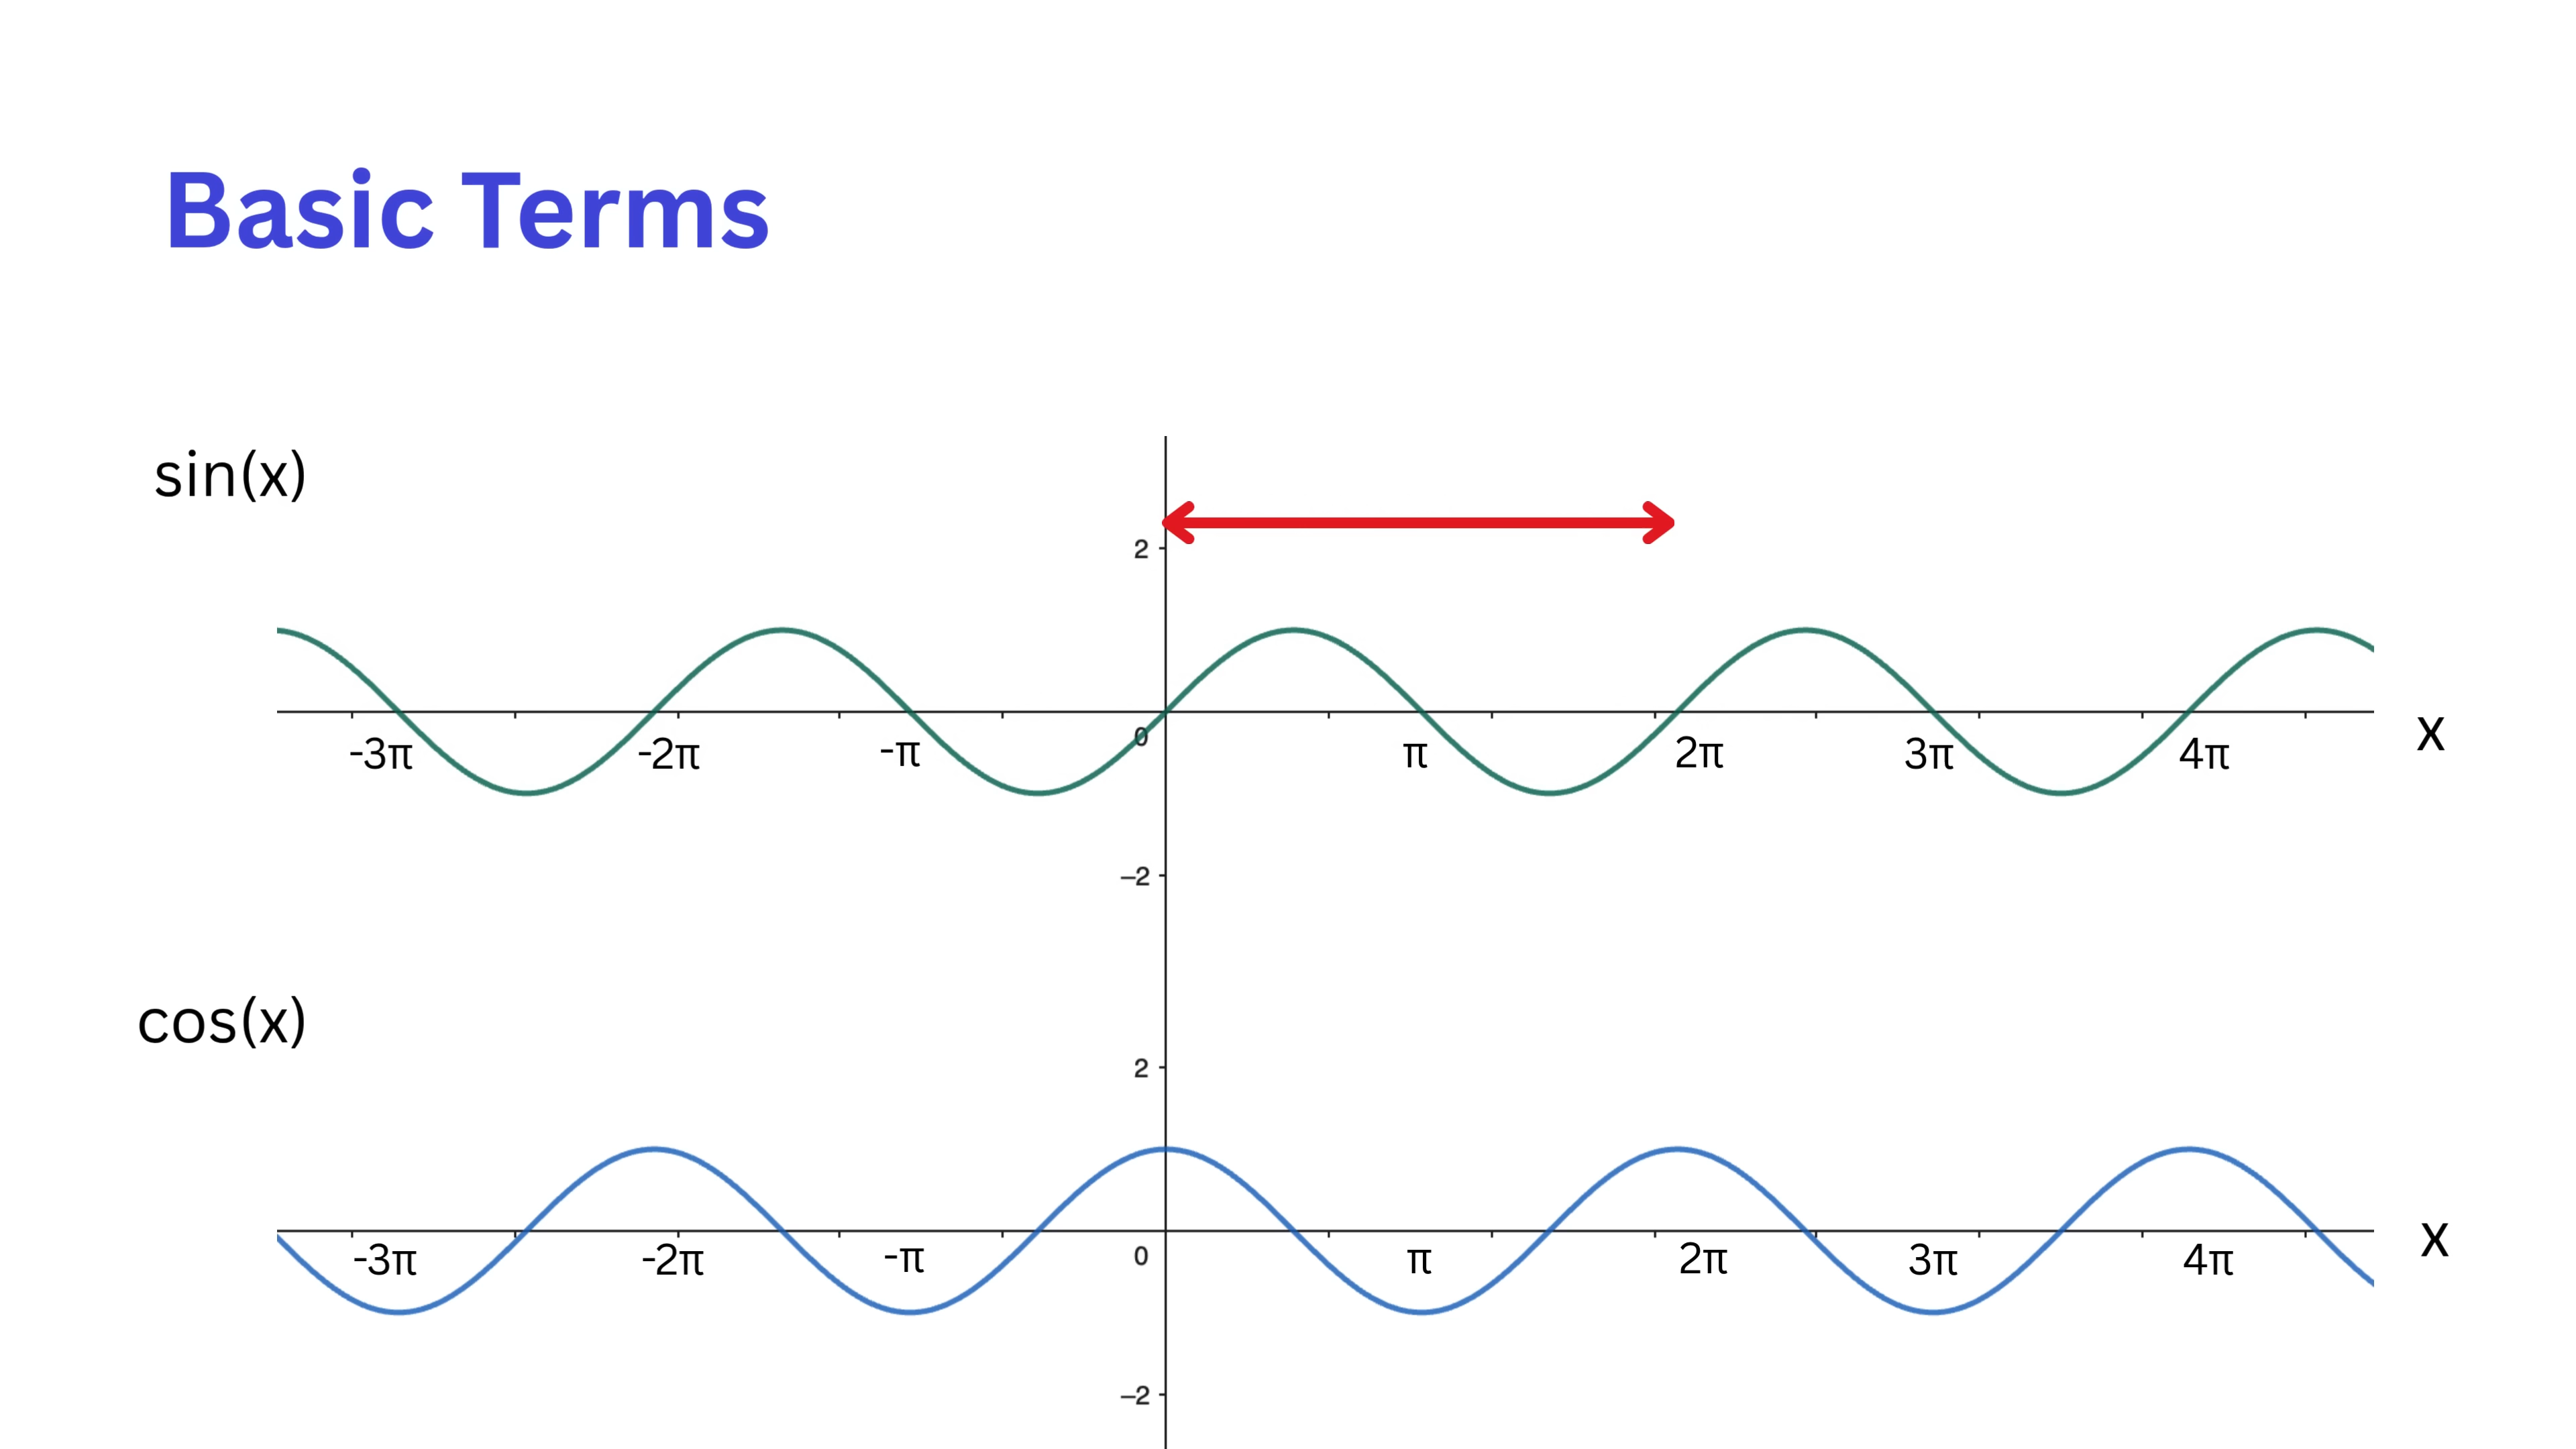 Basic Terms
sin(x)
2
0
-3π -2π -π π 2π 3π 4π x
−2
cos(x)
2
-3π -2π -π 0 π 2π 3π 4π x
−2